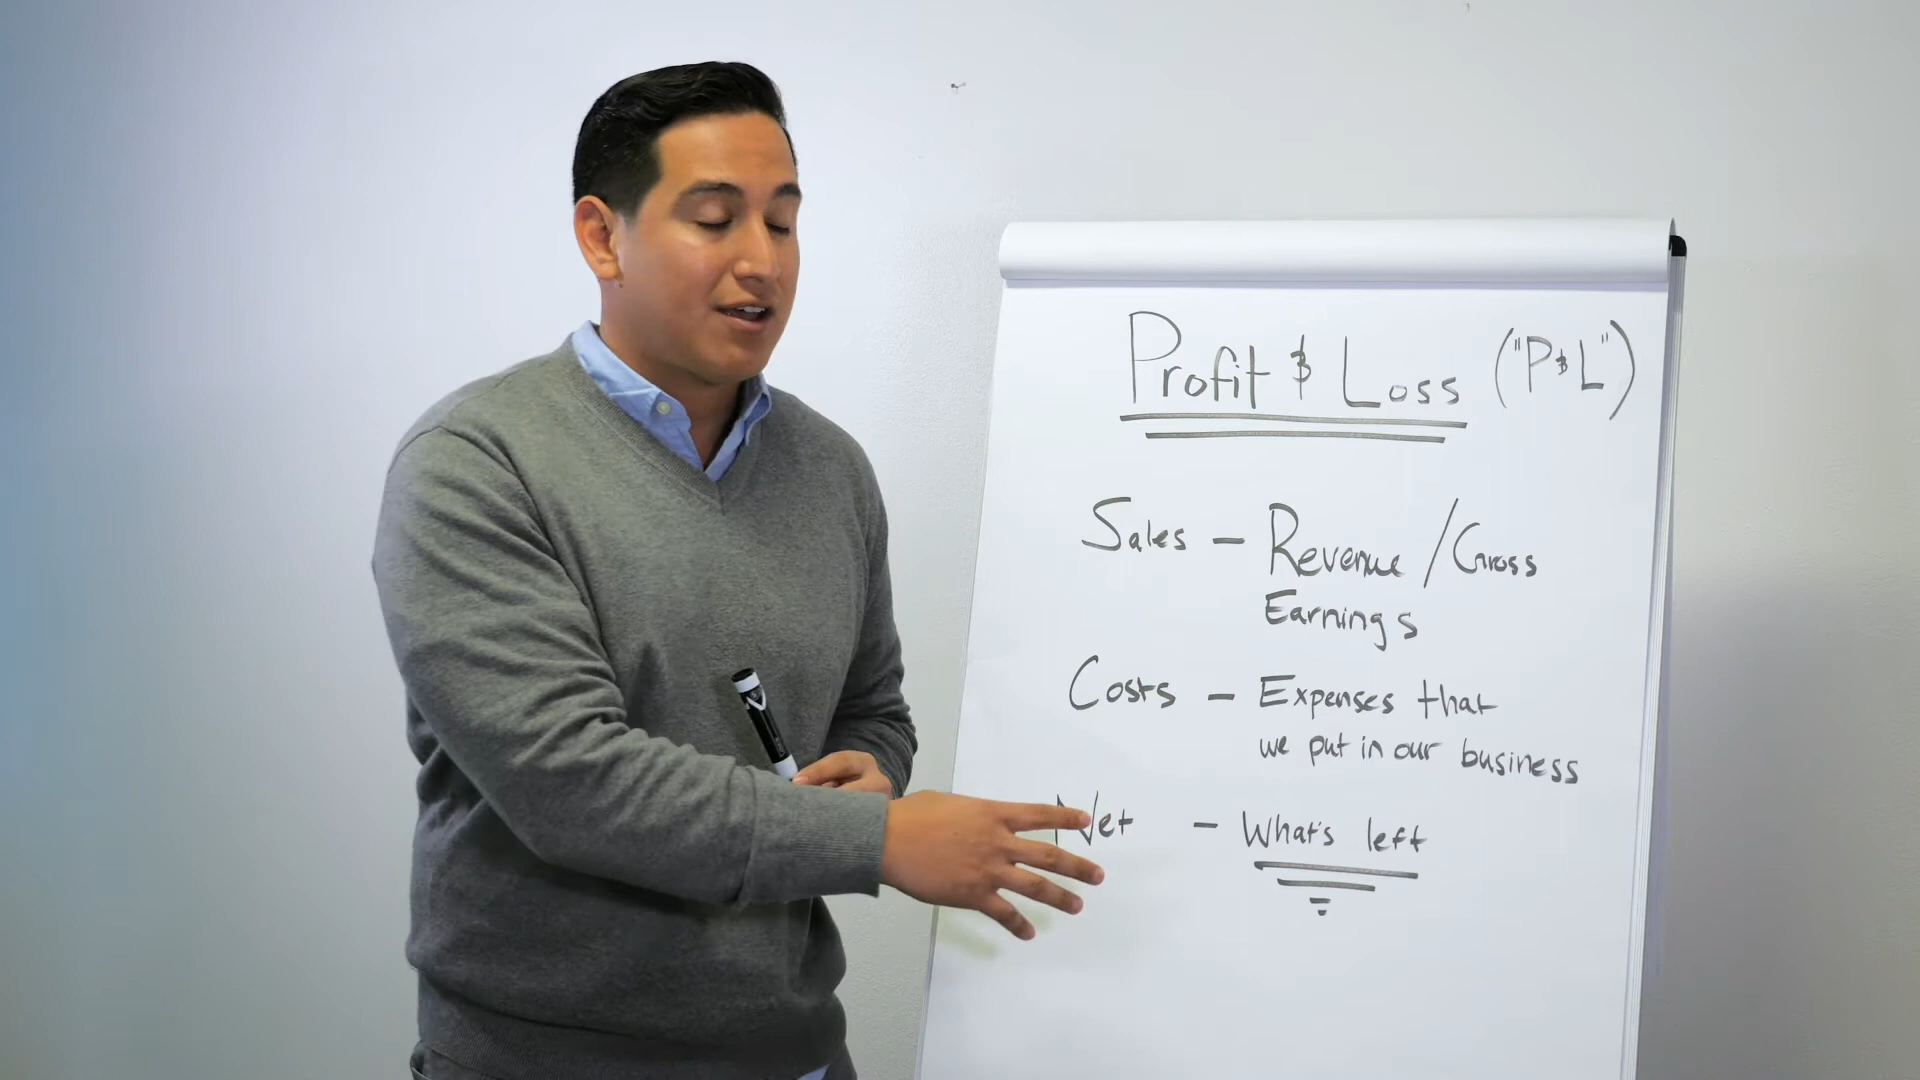 Profit & Loss ("P&L")
Sales - Revenue / Gross
Earnings
Costs - Expenses that
we put in our business
Net - What's left